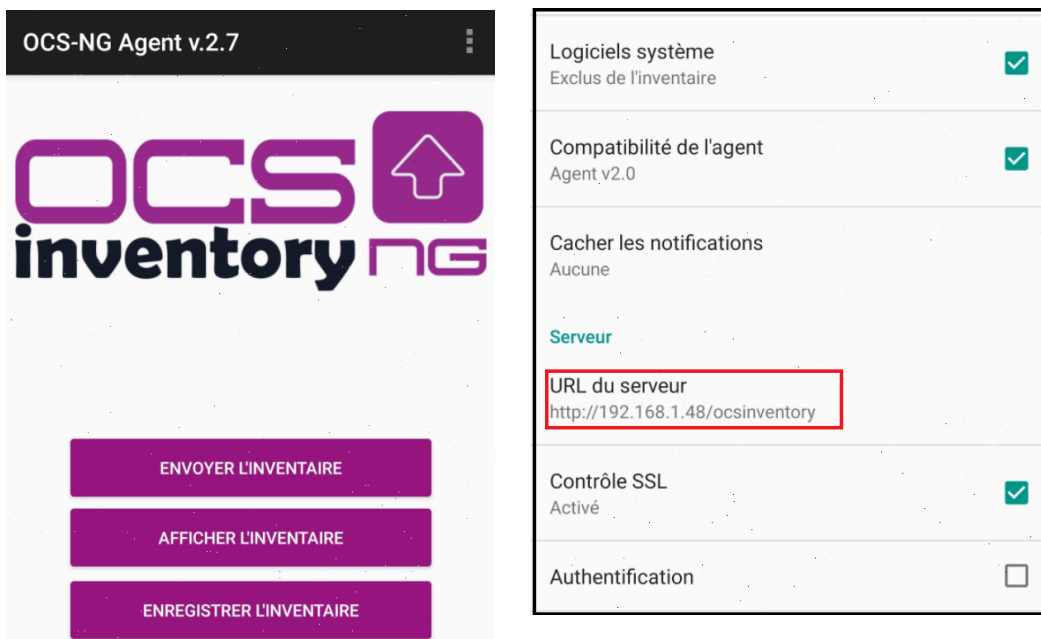 OCS-NG Agent v.2.7
OCS
inventory NG
ENVOYER L'INVENTAIRE
AFFICHER L'INVENTAIRE
ENREGISTRER L'INVENTAIRE
Logiciels système
Exclus de l'inventaire
Compatibilité de l'agent
Agent v2.0
Cacher les notifications
Aucune
Serveur
URL du serveur
http://192.168.1.48/ocsinventory
Contrôle SSL
Activé
Authentification